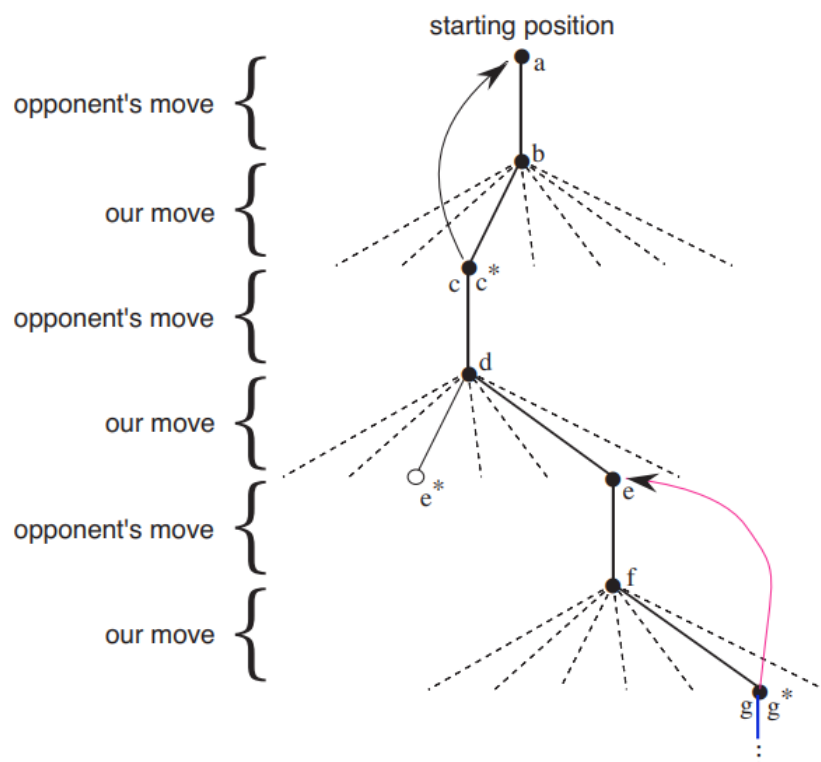 starting position
a
opponent's move
b
our move
c c*
opponent's move
d
our move
e*
e
opponent's move
f
our move
g g*